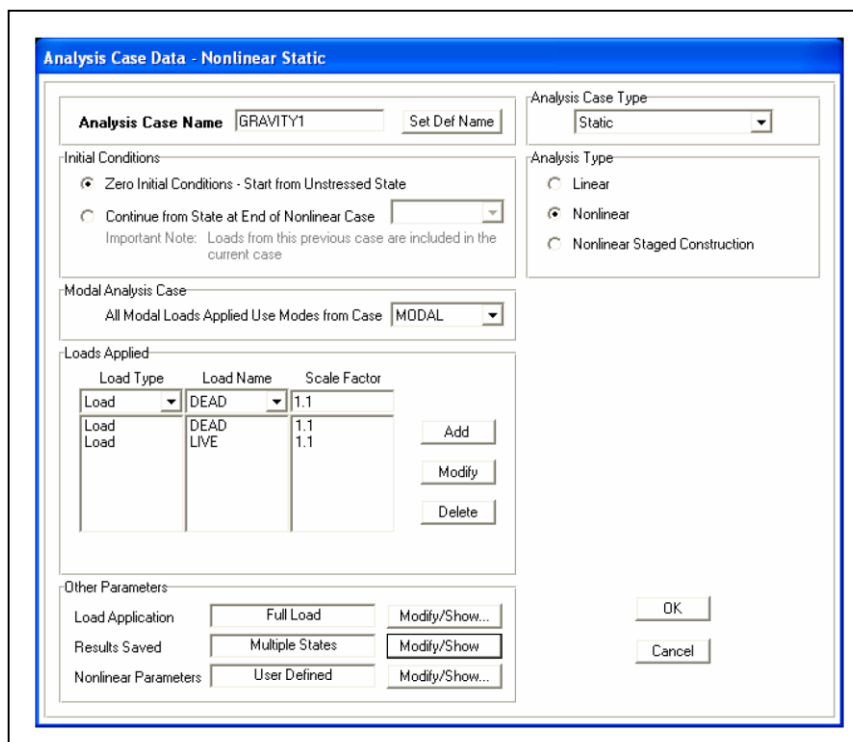 Analysis Case Data - Nonlinear Static
Analysis Case Name GRAVITY1 Set Def Name
Analysis Case Type
Static
Initial Conditions
Zero Initial Conditions - Start from Unstressed State
Continue from State at End of Nonlinear Case
Important Note: Loads from this previous case are included in the
current case
Analysis Type
Linear
Nonlinear
Nonlinear Staged Construction
Modal Analysis Case
All Modal Loads Applied Use Modes from Case MODAL
Loads Applied
Load Type Load Name Scale Factor
Load DEAD 1.1
Load DEAD 1.1
Load LIVE 1.1
Add
Modify
Delete
Other Parameters
Load Application Full Load Modify/Show...
Results Saved Multiple States Modify/Show
Nonlinear Parameters User Defined Modify/Show...
OK
Cancel